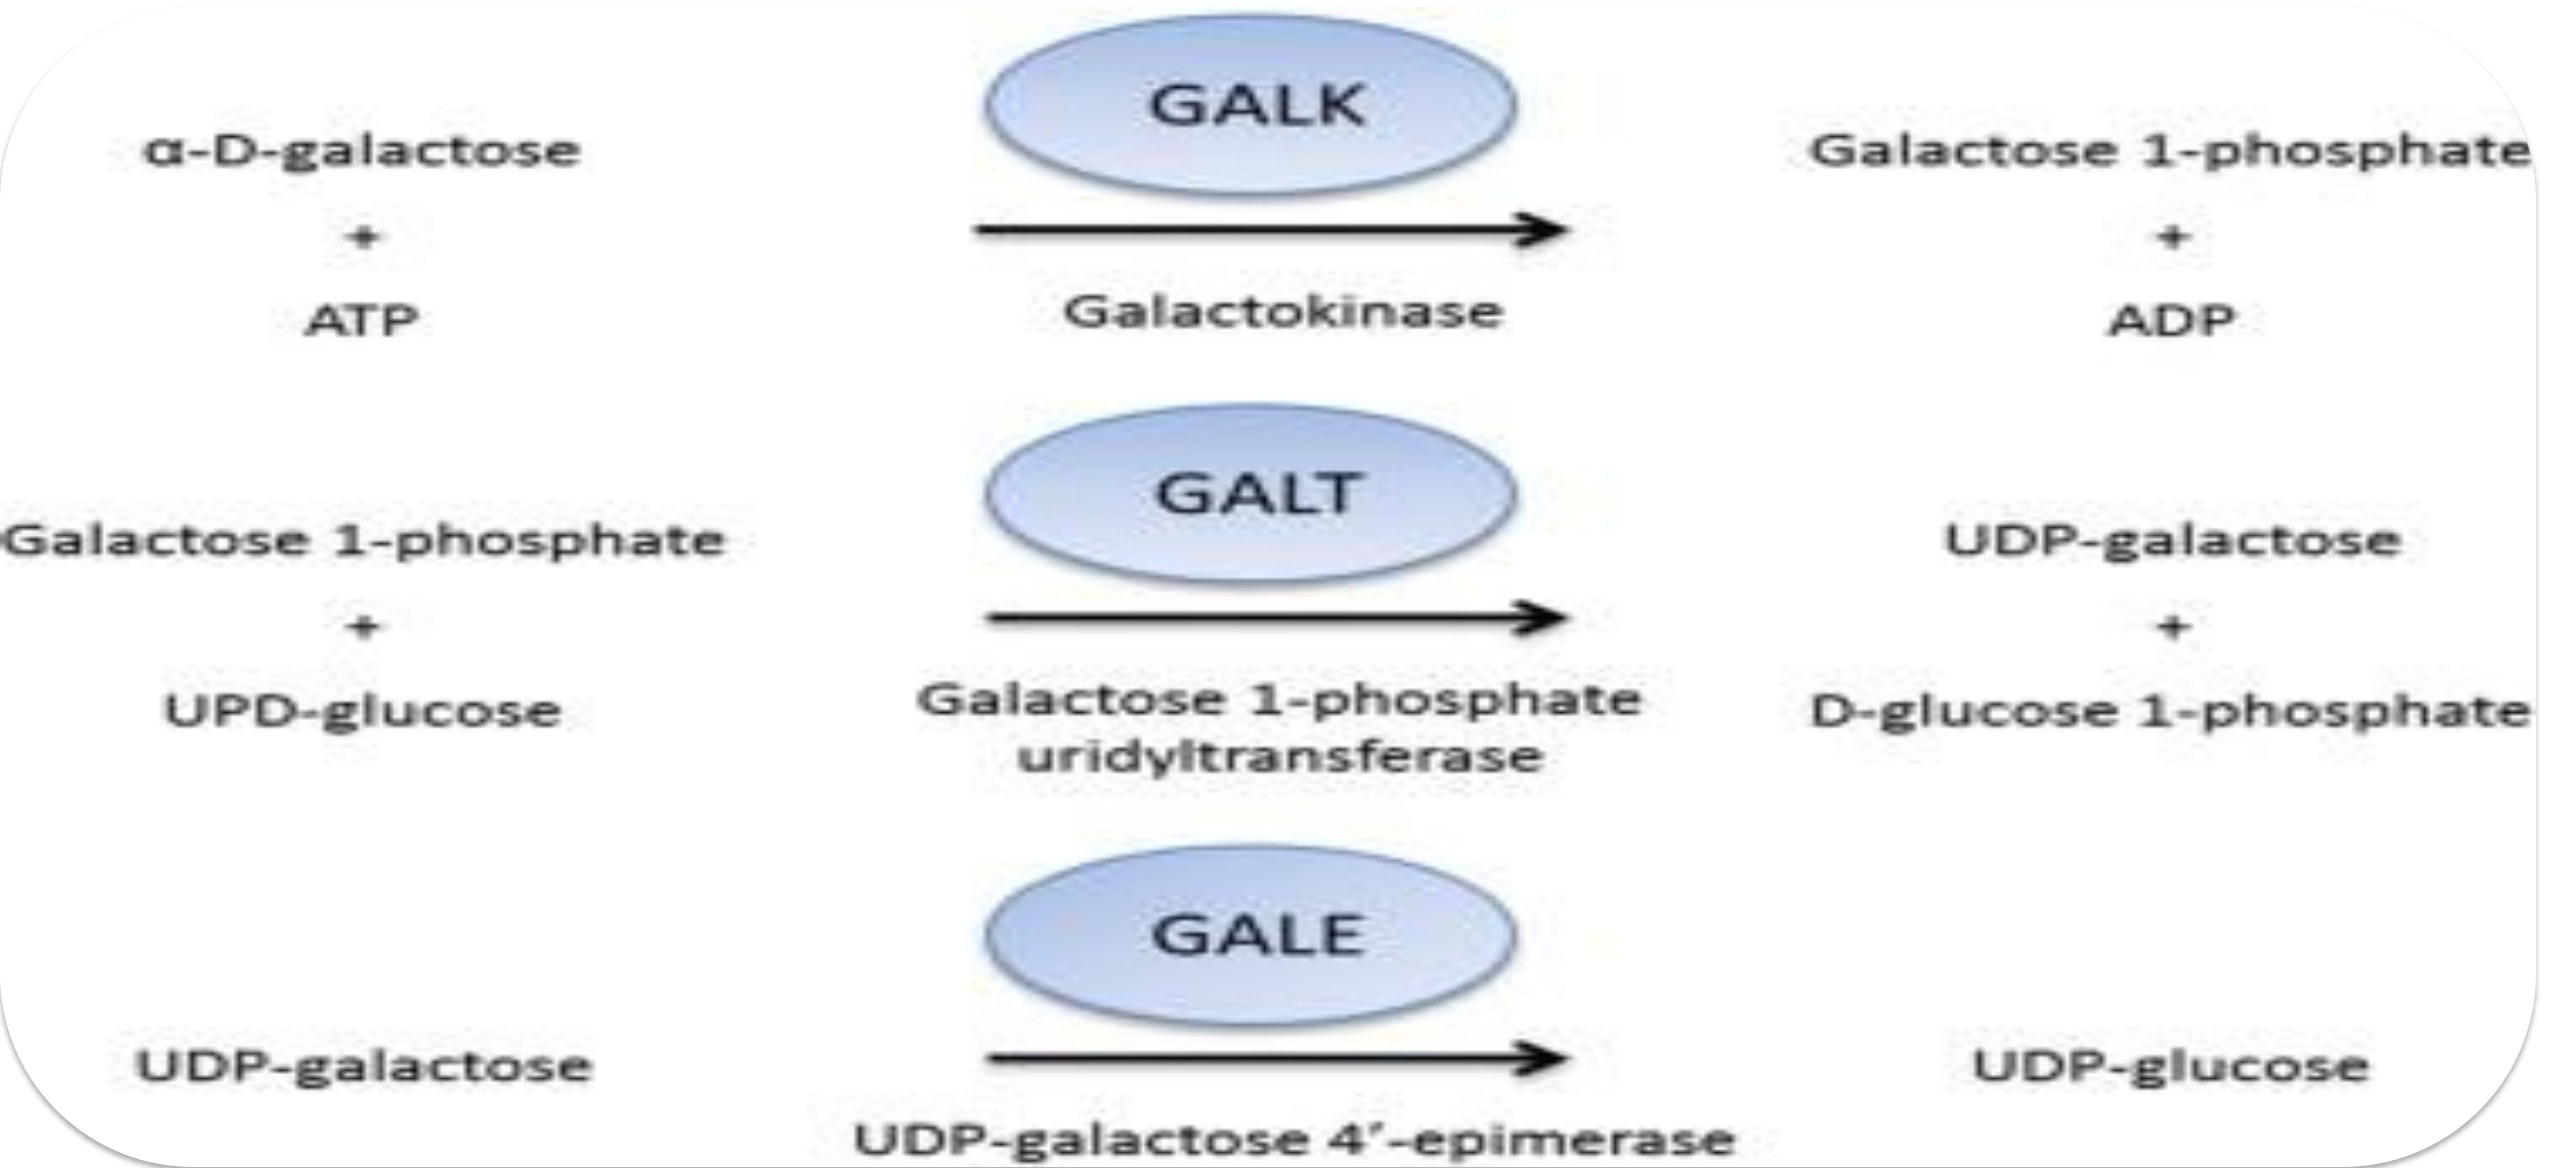 GALK
α-D-galactose
Galactose 1-phosphate
+
+
ATP
Galactokinase
ADP
GALT
Galactose 1-phosphate
UDP-galactose
+
+
UPD-glucose
Galactose 1-phosphate
uridyltransferase
D-glucose 1-phosphate
GALE
UDP-galactose
UDP-glucose
UDP-galactose 4′-epimerase